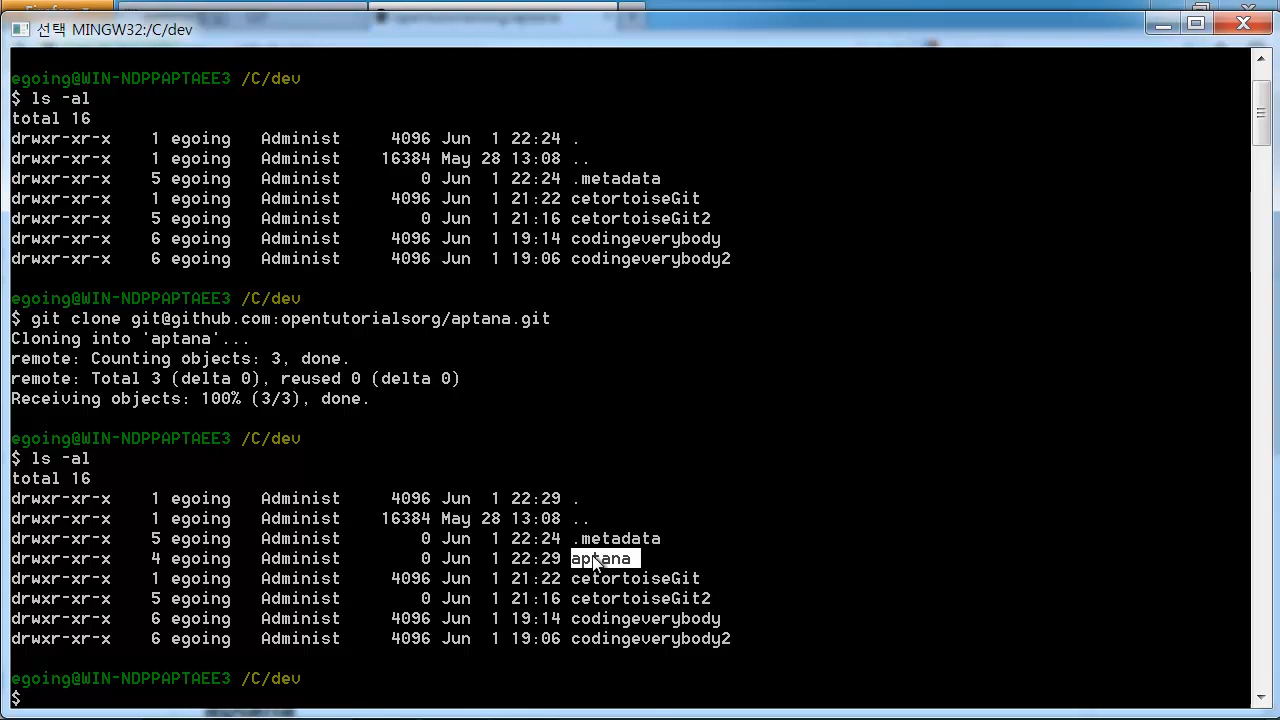 선택 MINGW32:/C/dev
egoing@WIN-NDPPAPTAEE3 /C/dev
$ ls -al
total 16
drwxr-xr-x    1 egoing   Administ     4096 Jun  1 22:24 .
drwxr-xr-x    1 egoing   Administ    16384 May 28 13:08 ..
drwxr-xr-x    5 egoing   Administ        0 Jun  1 22:24 .metadata
drwxr-xr-x    1 egoing   Administ     4096 Jun  1 21:22 cetortoiseGit
drwxr-xr-x    5 egoing   Administ        0 Jun  1 21:16 cetortoiseGit2
drwxr-xr-x    6 egoing   Administ     4096 Jun  1 19:14 codingeverybody
drwxr-xr-x    6 egoing   Administ     4096 Jun  1 19:06 codingeverybody2
egoing@WIN-NDPPAPTAEE3 /C/dev
$ git clone git@github.com:opentutorialsorg/aptana.git
Cloning into 'aptana'...
remote: Counting objects: 3, done.
remote: Total 3 (delta 0), reused 0 (delta 0)
Receiving objects: 100% (3/3), done.
egoing@WIN-NDPPAPTAEE3 /C/dev
$ ls -al
total 16
drwxr-xr-x    1 egoing   Administ     4096 Jun  1 22:29 .
drwxr-xr-x    1 egoing   Administ    16384 May 28 13:08 ..
drwxr-xr-x    5 egoing   Administ        0 Jun  1 22:24 .metadata
drwxr-xr-x    4 egoing   Administ        0 Jun  1 22:29 aptana
drwxr-xr-x    1 egoing   Administ     4096 Jun  1 21:22 cetortoiseGit
drwxr-xr-x    5 egoing   Administ        0 Jun  1 21:16 cetortoiseGit2
drwxr-xr-x    6 egoing   Administ     4096 Jun  1 19:14 codingeverybody
drwxr-xr-x    6 egoing   Administ     4096 Jun  1 19:06 codingeverybody2
egoing@WIN-NDPPAPTAEE3 /C/dev
$